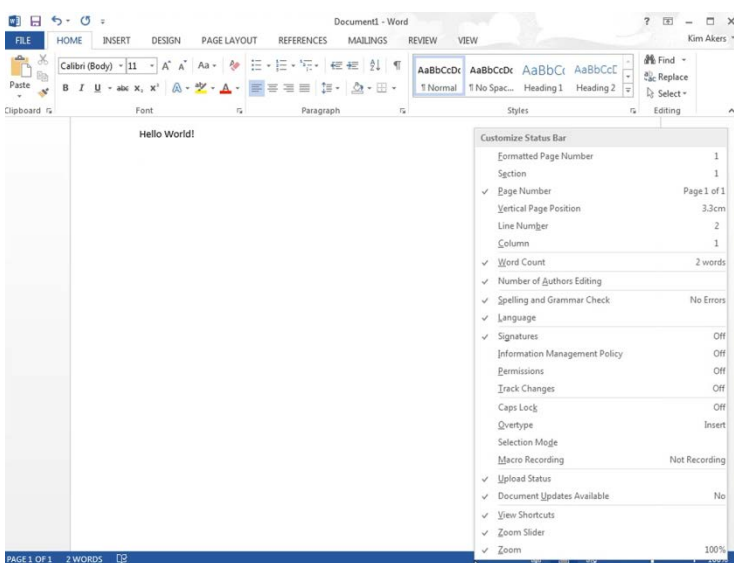 Document1 - Word
FILE HOME INSERT DESIGN PAGE LAYOUT REFERENCES MAILINGS REVIEW VIEW Kim Akers
Calibri (Body) 11 Aa
Find
Replace
Select
Paste
B I U abc x₂ x² A A
AaBbCcDc AaBbCcDc AaBbCc AaBbCcD
¶ Normal ¶ No Spac... Heading 1 Heading 2
Clipboard Font Paragraph Styles Editing
Hello World!
Customize Status Bar
Formatted Page Number 1
Section 1
Page Number Page 1 of 1
Vertical Page Position 3.3cm
Line Number 2
Column 1
Word Count 2 words
Number of Authors Editing
Spelling and Grammar Check No Errors
Language
Signatures Off
Information Management Policy Off
Permissions Off
Track Changes Off
Caps Lock Off
Overtype Insert
Selection Mode
Macro Recording Not Recording
Upload Status
Document Updates Available No
View Shortcuts
Zoom Slider
Zoom 100%
PAGE 1 OF 1 2 WORDS 100%